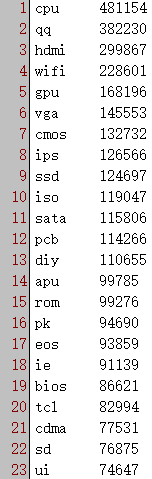 1 cpu 481154
2 qq 382230
3 hdmi 299867
4 wifi 228601
5 gpu 168196
6 vga 145553
7 cmos 132732
8 ips 126566
9 ssd 124697
10 iso 119047
11 sata 115806
12 pcb 114266
13 diy 110655
14 apu 99785
15 rom 99276
16 pk 94690
17 eos 93859
18 ie 91139
19 bios 86621
20 tcl 82994
21 cdma 77531
22 sd 76875
23 ui 74647